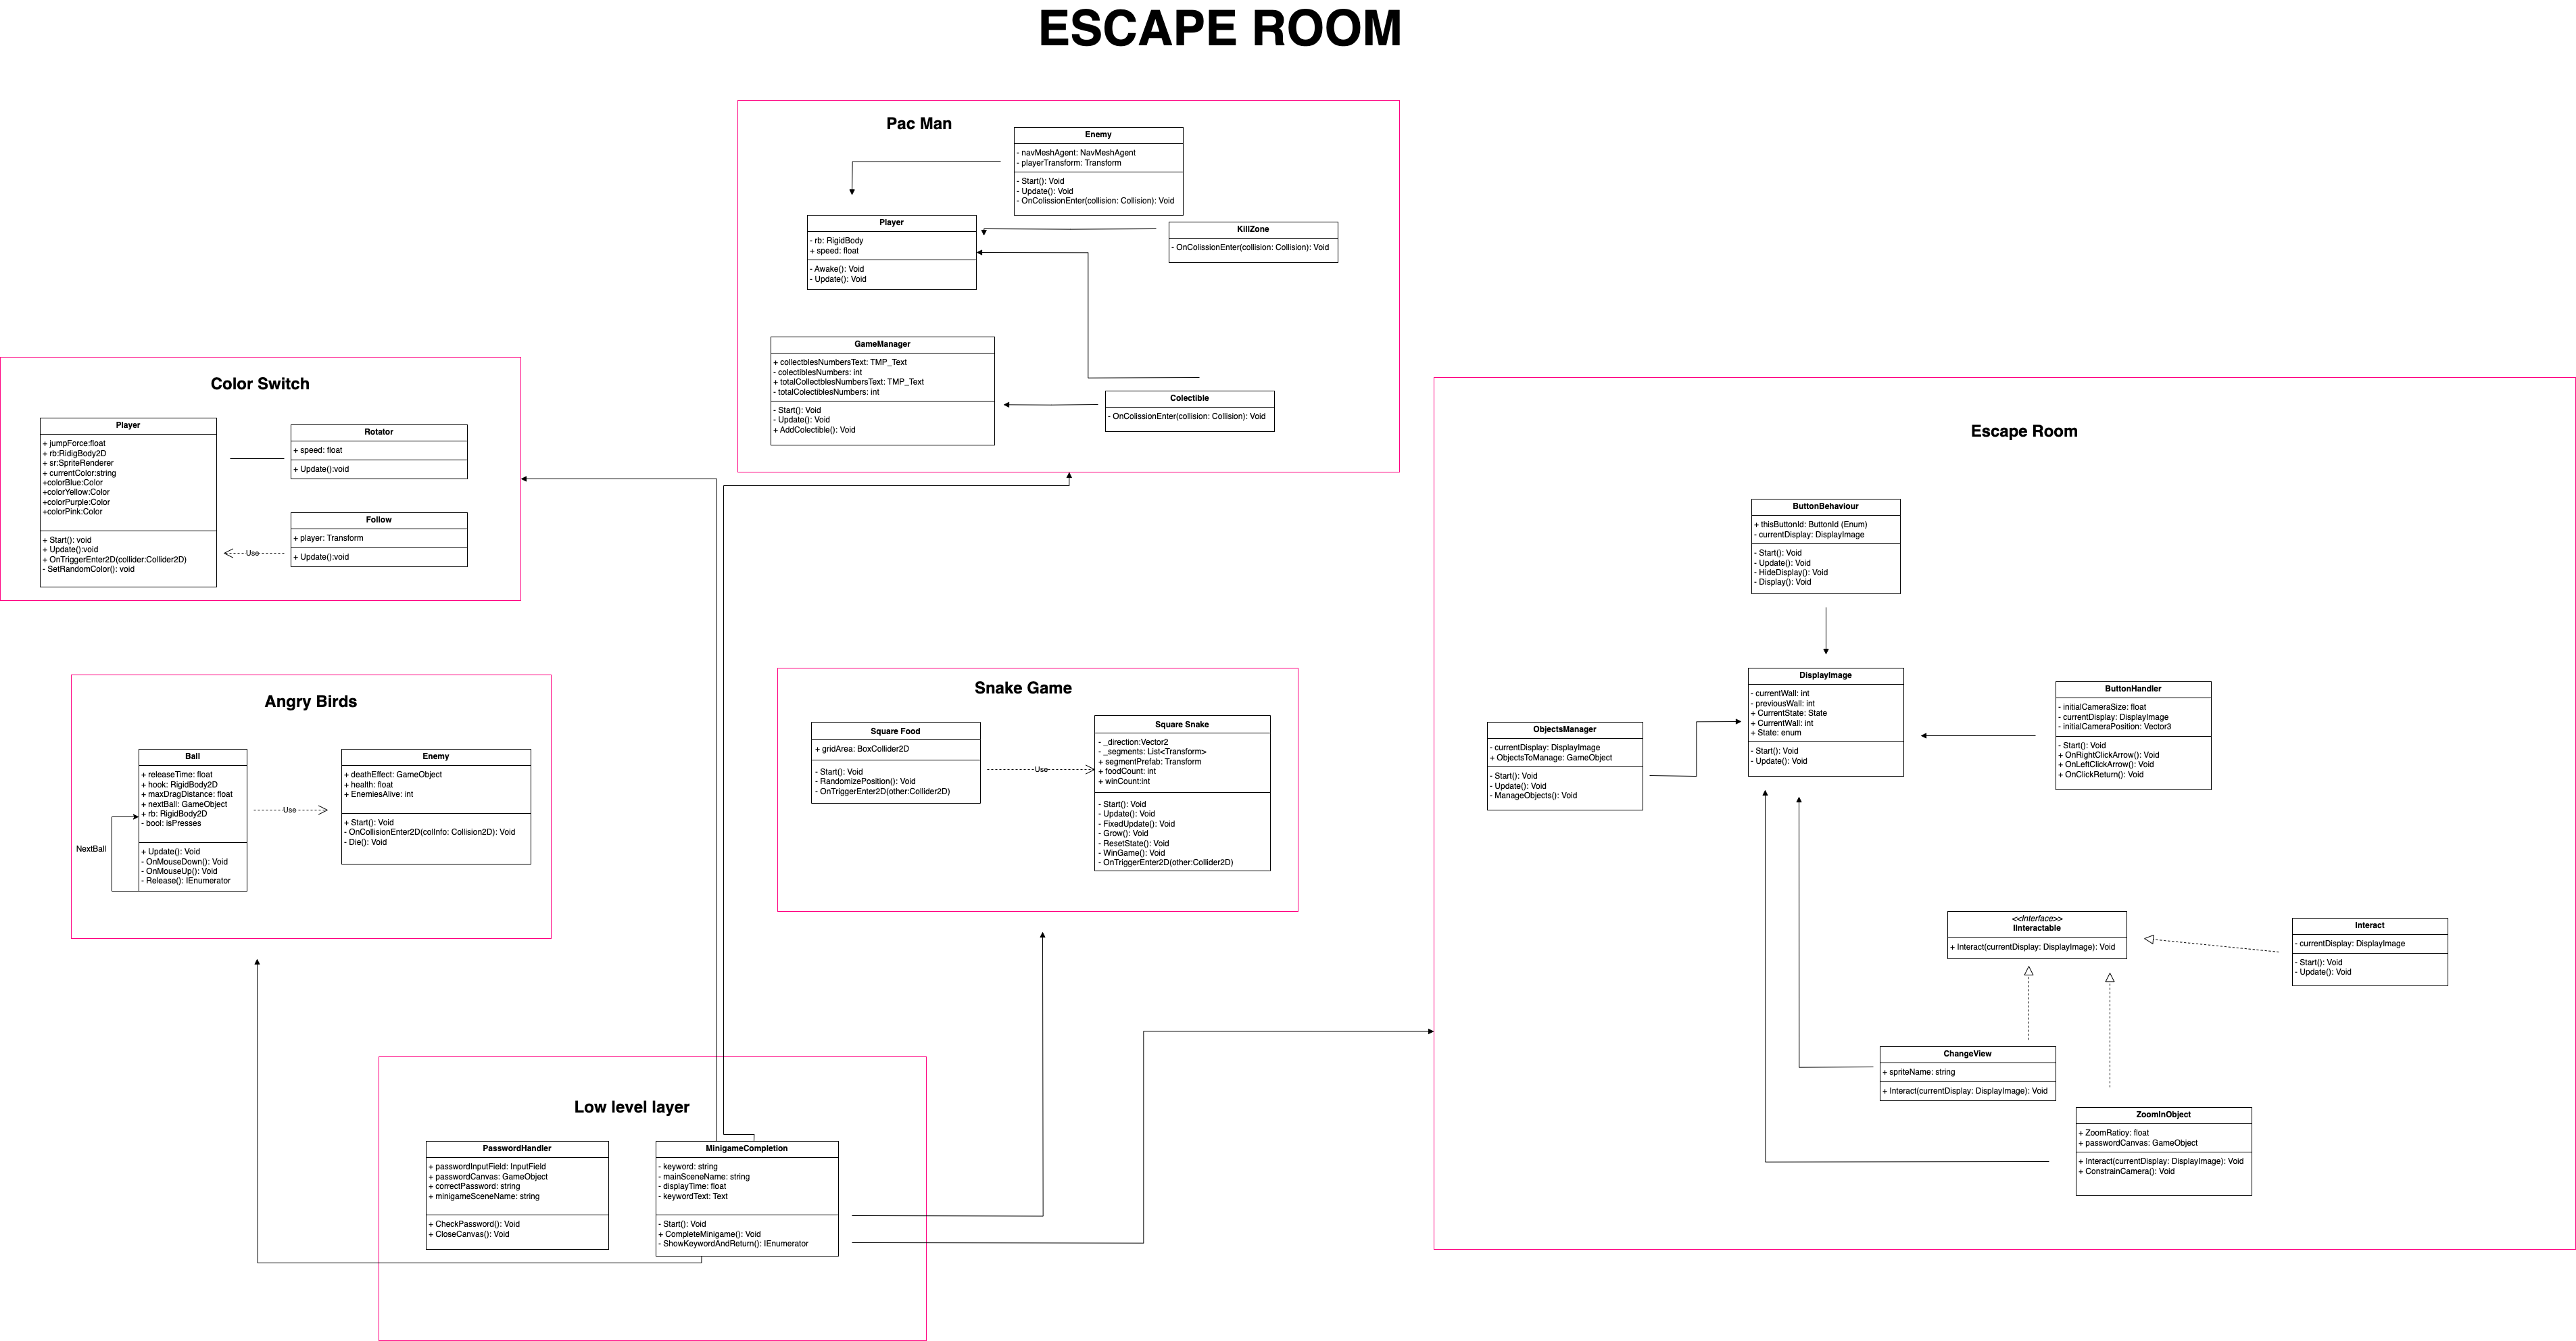 ESCAPE ROOM
Pac Man
Enemy
- navMeshAgent: NavMeshAgent
- playerTransform: Transform
- Start(): Void
- Update(): Void
- OnColissionEnter(collision: Collision): Void
Player
- rb: RigidBody
+ speed: float
- Awake(): Void
- Update(): Void
KillZone
- OnColissionEnter(collision: Collision): Void
GameManager
+ collectblesNumbersText: TMP_Text
- colectiblesNumbers: int
+ totalCollectblesNumbersText: TMP_Text
- totalColectiblesNumbers: int
- Start(): Void
- Update(): Void
+ AddColectible(): Void
Colectible
- OnColissionEnter(collision: Collision): Void
Color Switch
Player
+ jumpForce:float
+ rb:RidigBody2D
+ sr:SpriteRenderer
+ currentColor:string
+colorBlue:Color
+colorYellow:Color
+colorPurple:Color
+colorPink:Color
+ Start(): void
+ Update():void
+ OnTriggerEnter2D(collider:Collider2D)
- SetRandomColor(): void
Rotator
+ speed: float
+ Update():void
Follow
+ player: Transform
+ Update():void
Use
Angry Birds
Ball
+ releaseTime: float
+ hook: RigidBody2D
+ maxDragDistance: float
+ nextBall: GameObject
+ rb: RigidBody2D
- bool: isPresses
+ Update(): Void
- OnMouseDown(): Void
- OnMouseUp(): Void
- Release(): IEnumerator
NextBall
Use
Enemy
+ deathEffect: GameObject
+ health: float
+ EnemiesAlive: int
+ Start(): Void
- OnCollisionEnter2D(colInfo: Collision2D): Void
- Die(): Void
Snake Game
Square Food
+ gridArea: BoxCollider2D
- Start(): Void
- RandomizePosition(): Void
- OnTriggerEnter2D(other:Collider2D)
Use
Square Snake
- _direction:Vector2
- _segments: List<Transform>
+ segmentPrefab: Transform
+ foodCount: int
+ winCount:int
- Start(): Void
- Update(): Void
- FixedUpdate(): Void
- Grow(): Void
- ResetState(): Void
- WinGame(): Void
- OnTriggerEnter2D(other:Collider2D)
Low level layer
PasswordHandler
+ passwordInputField: InputField
+ passwordCanvas: GameObject
+ correctPassword: string
+ minigameSceneName: string
+ CheckPassword(): Void
+ CloseCanvas(): Void
MinigameCompletion
- keyword: string
- mainSceneName: string
- displayTime: float
- keywordText: Text
- Start(): Void
+ CompleteMinigame(): Void
- ShowKeywordAndReturn(): IEnumerator
Escape Room
ButtonBehaviour
+ thisButtonId: ButtonId (Enum)
- currentDisplay: DisplayImage
- Start(): Void
- Update(): Void
- HideDisplay(): Void
- Display(): Void
DisplayImage
- currentWall: int
- previousWall: int
+ CurrentState: State
+ CurrentWall: int
+ State: enum
- Start(): Void
- Update(): Void
ButtonHandler
- initialCameraSize: float
- currentDisplay: DisplayImage
- initialCameraPosition: Vector3
- Start(): Void
+ OnRightClickArrow(): Void
+ OnLeftClickArrow(): Void
+ OnClickReturn(): Void
ObjectsManager
- currentDisplay: DisplayImage
+ ObjectsToManage: GameObject
- Start(): Void
- Update(): Void
- ManageObjects(): Void
<<Interface>>
IInteractable
+ Interact(currentDisplay: DisplayImage): Void
Interact
- currentDisplay: DisplayImage
- Start(): Void
- Update(): Void
ChangeView
+ spriteName: string
+ Interact(currentDisplay: DisplayImage): Void
ZoomInObject
+ ZoomRatioy: float
+ passwordCanvas: GameObject
+ Interact(currentDisplay: DisplayImage): Void
+ ConstrainCamera(): Void